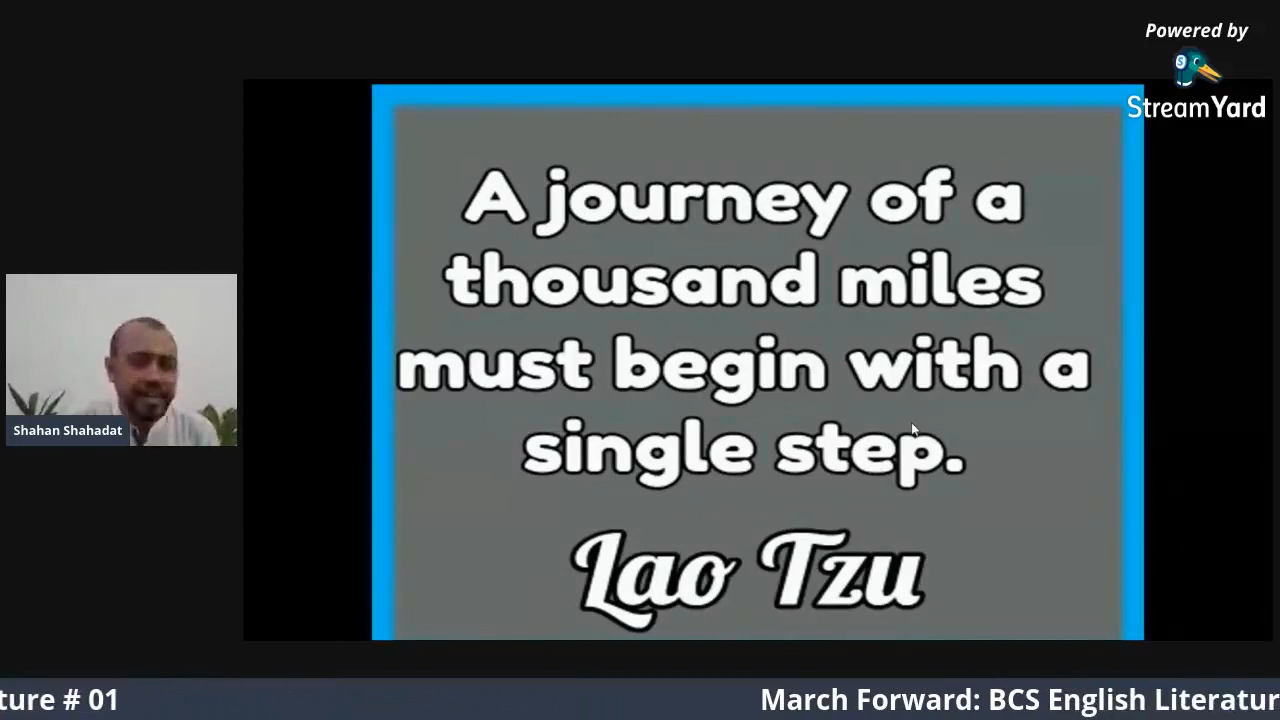 Powered by
StreamYard
A journey of a
thousand miles
must begin with a
single step.
Lao Tzu
Shahan Shahadat
ture # 01
March Forward: BCS English Literatur